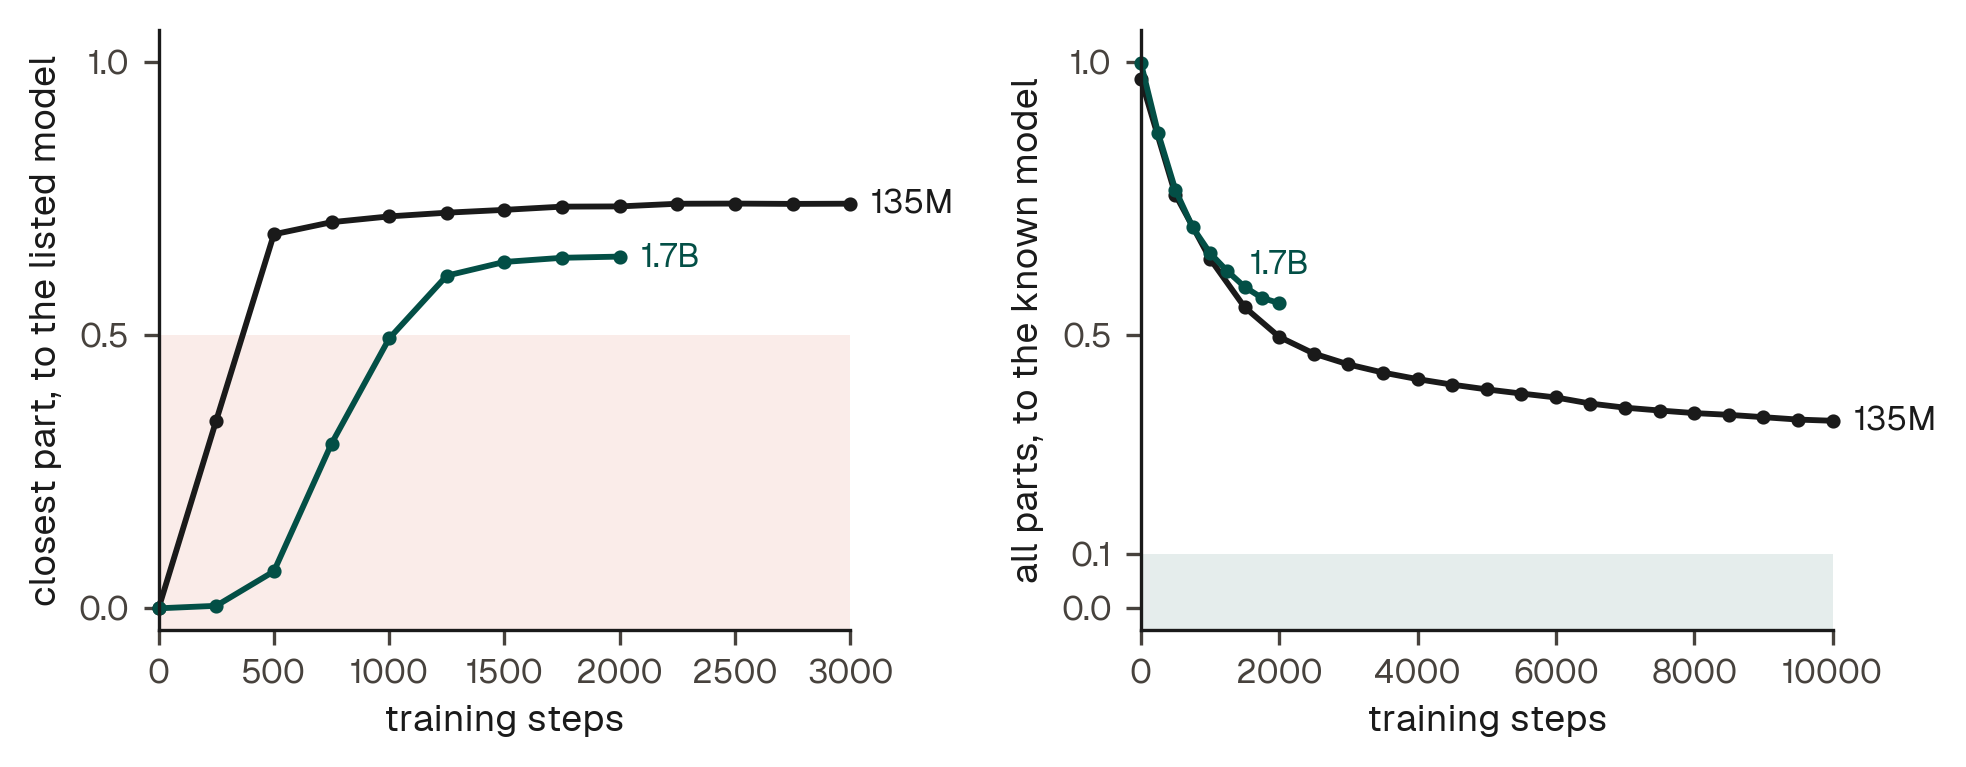 closest part, to the listed model
1.0
0.5
0.0
135M
1.7B
0 500 1000 1500 2000 2500 3000
training steps
all parts, to the known model
1.0
0.5
0.1
0.0
1.7B
135M
0 2000 4000 6000 8000 10000
training steps